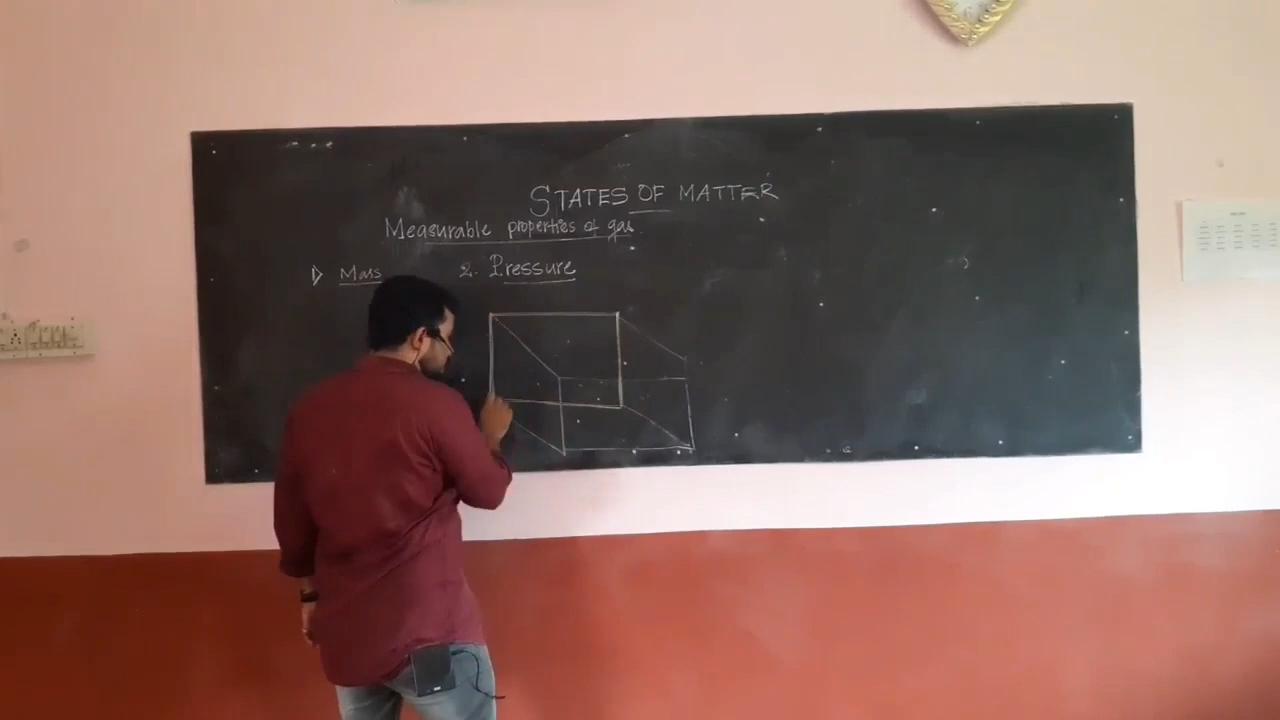 STATES OF MATTER
Measurable properties of gas.
1) Mass 2. Pressure